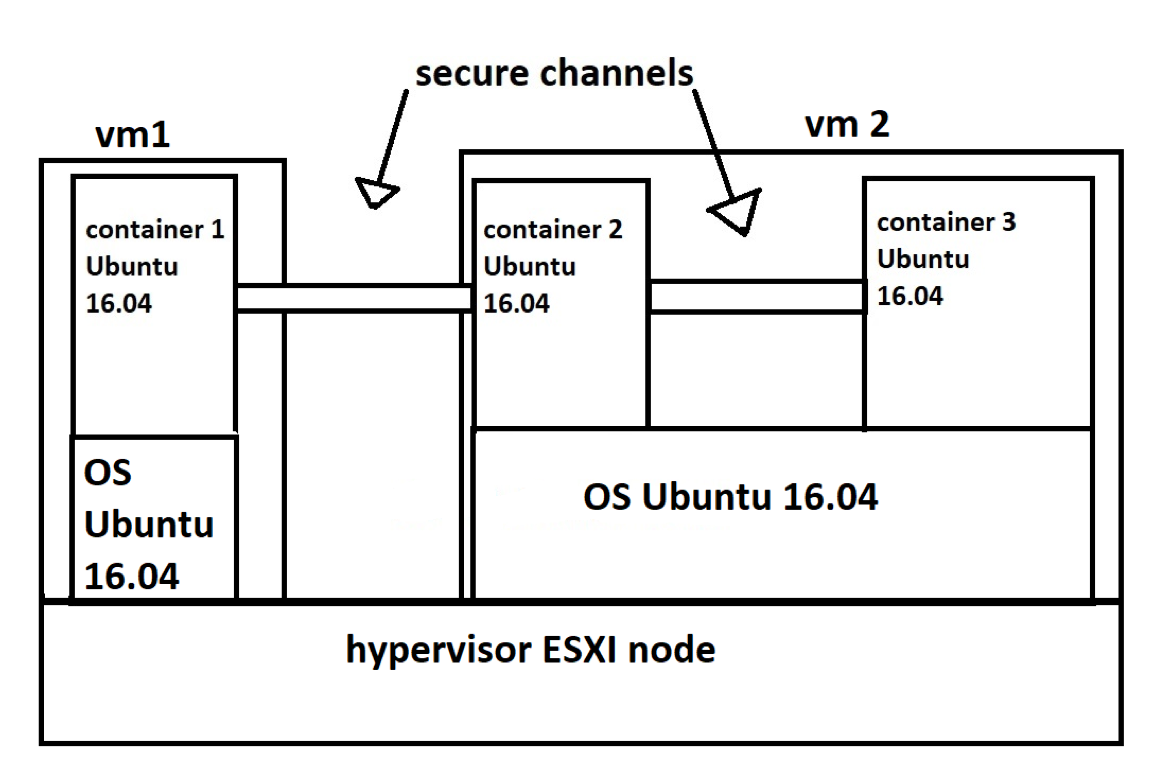 secure channels
vm1
vm 2
container 1
Ubuntu
16.04
container 2
Ubuntu
16.04
container 3
Ubuntu
16.04
OS
Ubuntu
16.04
OS Ubuntu 16.04
hypervisor ESXI node